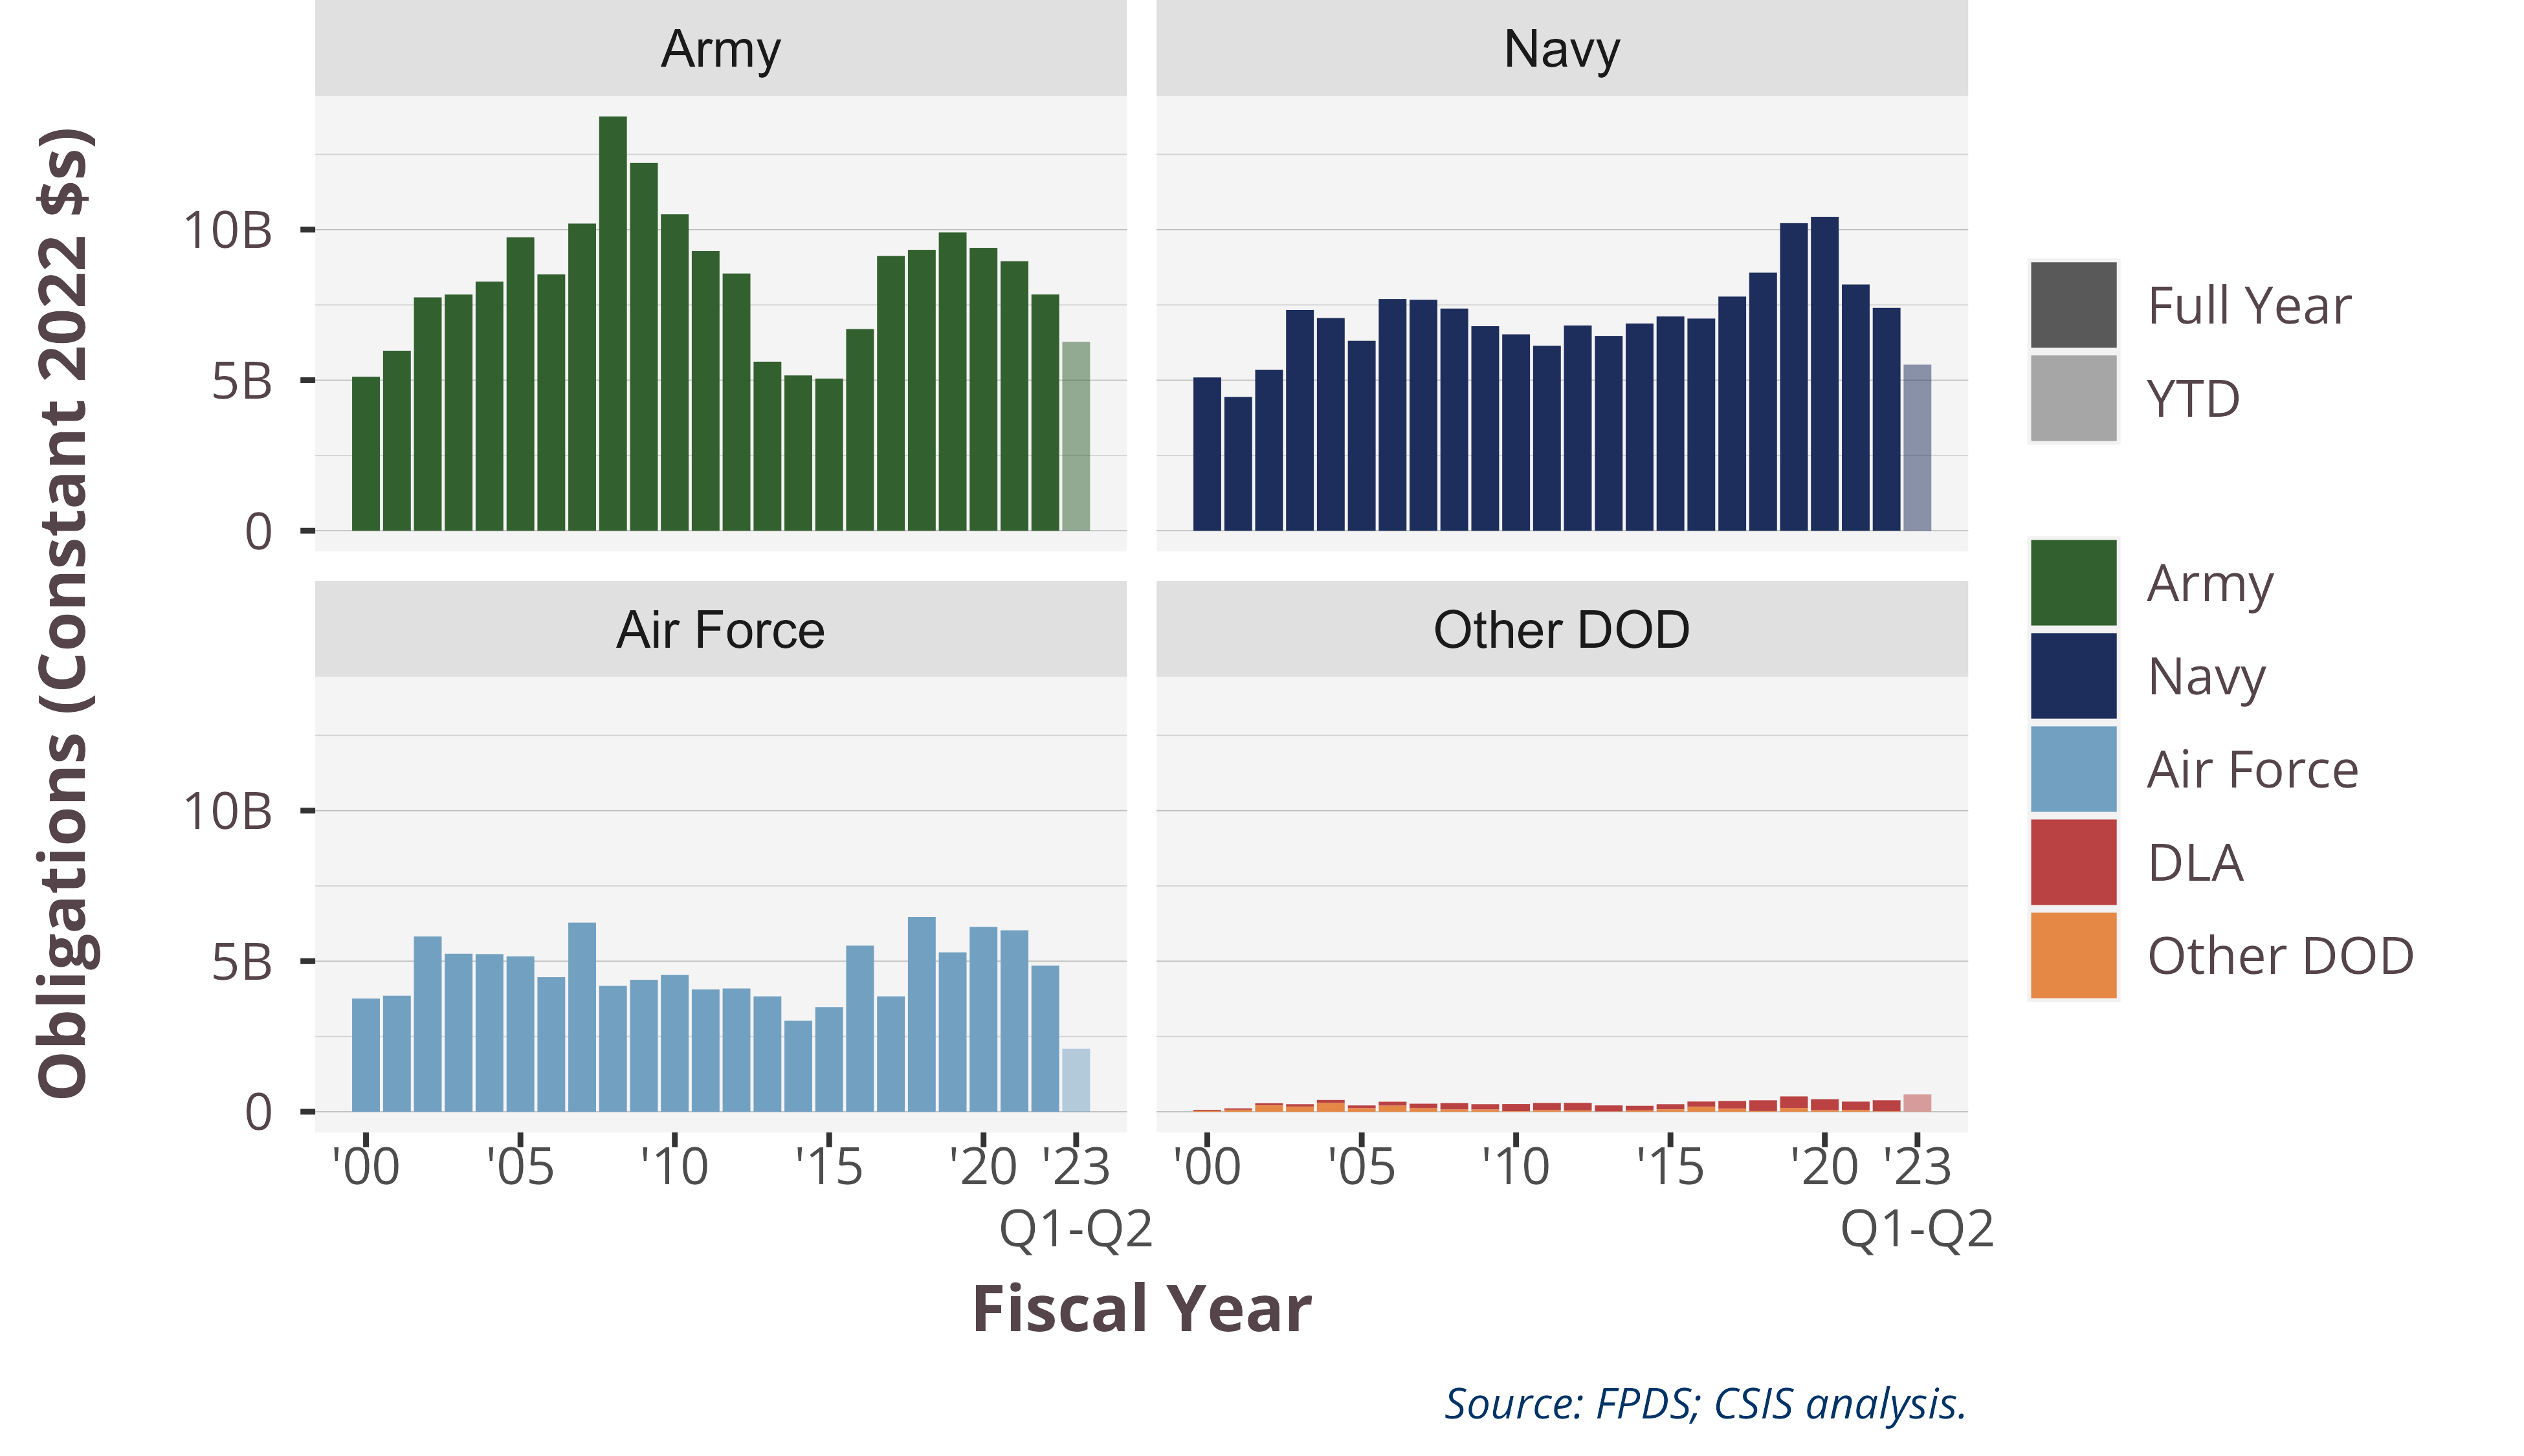 Army
Navy
Obligations (Constant 2022 $s)
10B
5B
0
Air Force
Other DOD
10B
5B
0
'00 '05 '10 '15 '20 '23
Q1-Q2
'00 '05 '10 '15 '20 '23
Q1-Q2
Fiscal Year
Full Year
YTD
Army
Navy
Air Force
DLA
Other DOD
Source: FPDS; CSIS analysis.